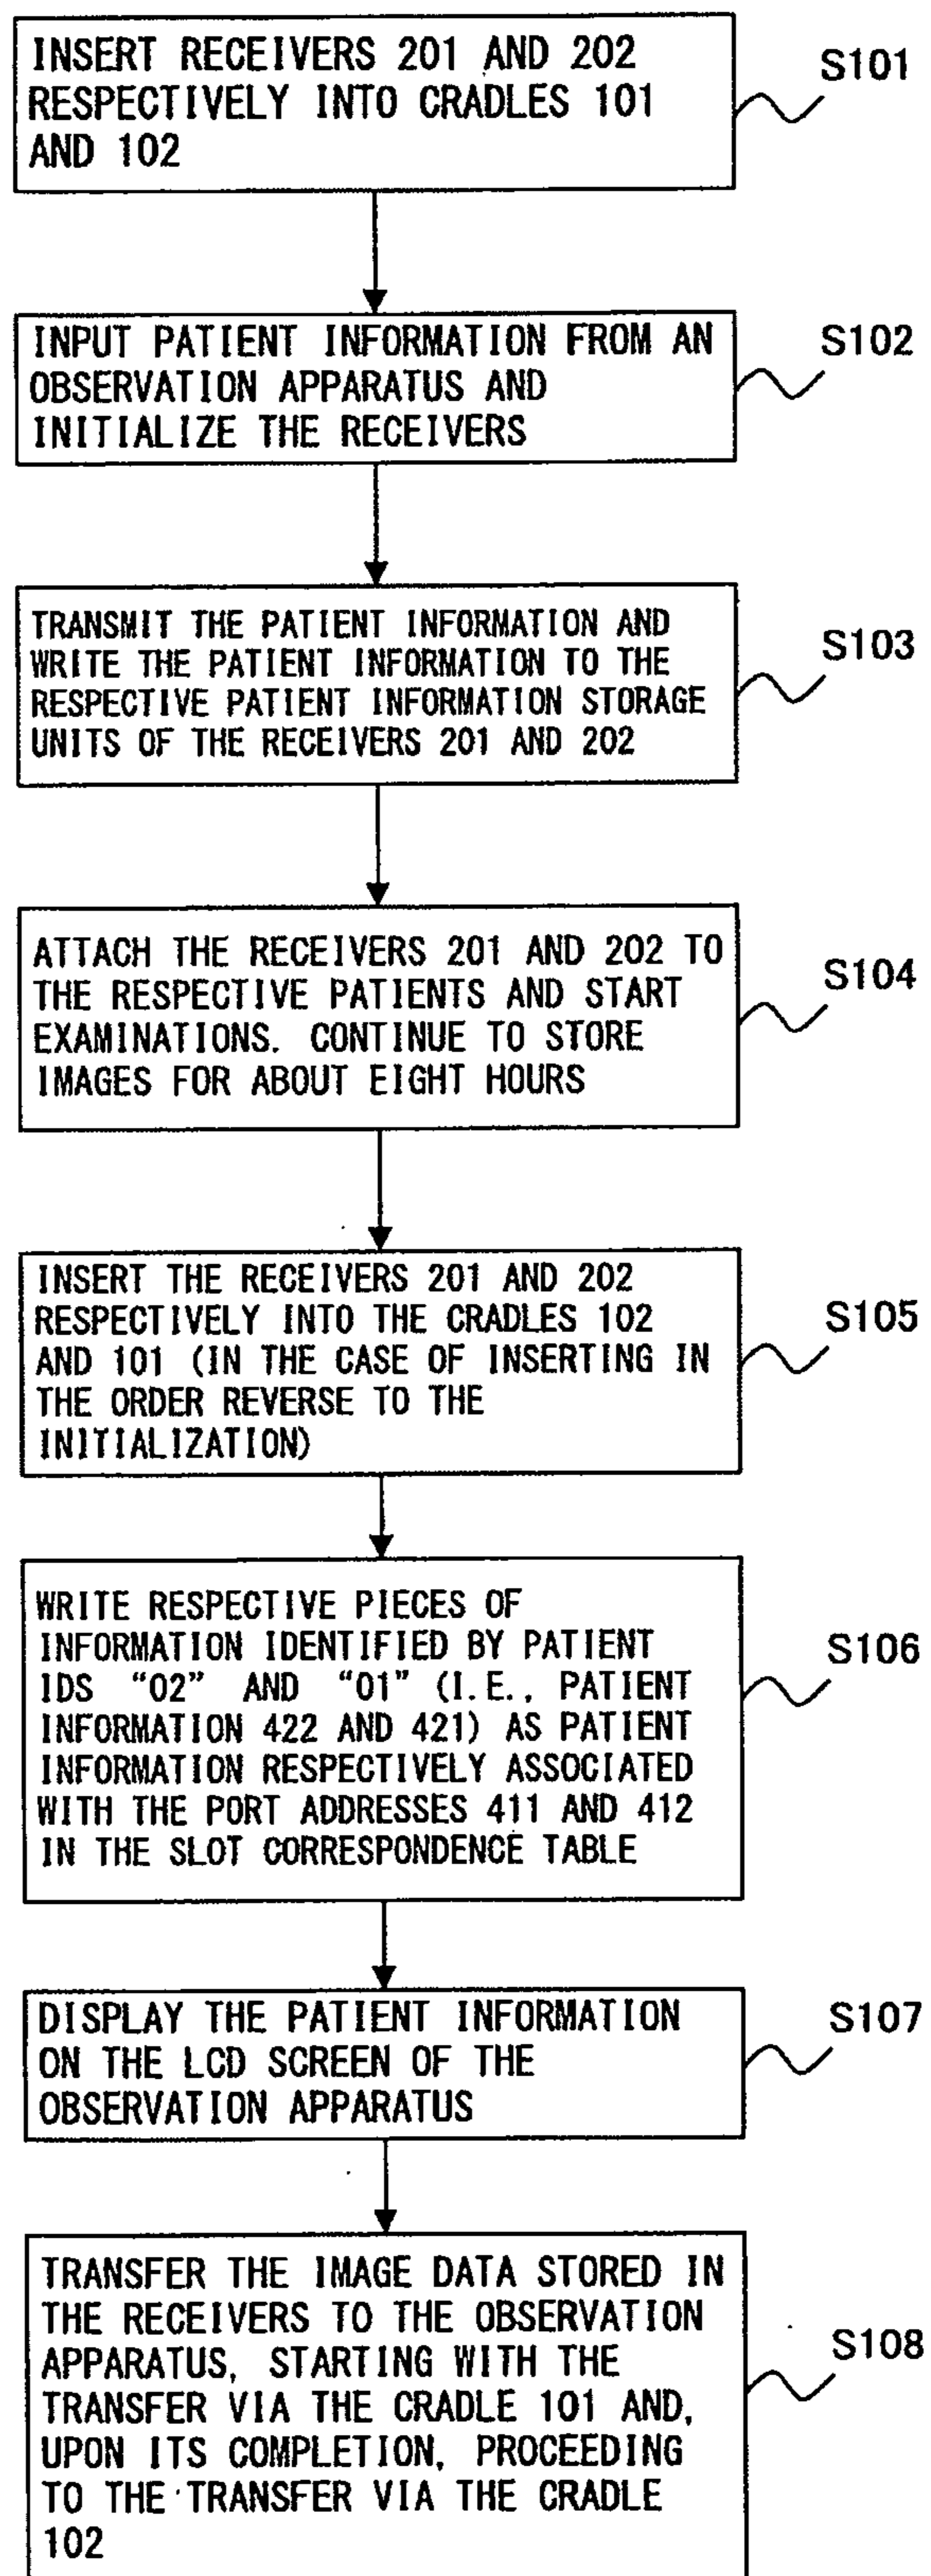 INSERT RECEIVERS 201 AND 202
RESPECTIVELY INTO CRADLES 101
AND 102
S101
INPUT PATIENT INFORMATION FROM AN
OBSERVATION APPARATUS AND
INITIALIZE THE RECEIVERS
S102
TRANSMIT THE PATIENT INFORMATION AND
WRITE THE PATIENT INFORMATION TO THE
RESPECTIVE PATIENT INFORMATION STORAGE
UNITS OF THE RECEIVERS 201 AND 202
S103
ATTACH THE RECEIVERS 201 AND 202 TO
THE RESPECTIVE PATIENTS AND START
EXAMINATIONS. CONTINUE TO STORE
IMAGES FOR ABOUT EIGHT HOURS
S104
INSERT THE RECEIVERS 201 AND 202
RESPECTIVELY INTO THE CRADLES 102
AND 101 (IN THE CASE OF INSERTING IN
THE ORDER REVERSE TO THE
INITIALIZATION)
S105
WRITE RESPECTIVE PIECES OF
INFORMATION IDENTIFIED BY PATIENT
IDS “02” AND “01” (I.E., PATIENT
INFORMATION 422 AND 421) AS PATIENT
INFORMATION RESPECTIVELY ASSOCIATED
WITH THE PORT ADDRESSES 411 AND 412
IN THE SLOT CORRESPONDENCE TABLE
S106
DISPLAY THE PATIENT INFORMATION
ON THE LCD SCREEN OF THE
OBSERVATION APPARATUS
S107
TRANSFER THE IMAGE DATA STORED IN
THE RECEIVERS TO THE OBSERVATION
APPARATUS, STARTING WITH THE
TRANSFER VIA THE CRADLE 101 AND,
UPON ITS COMPLETION, PROCEEDING
TO THE TRANSFER VIA THE CRADLE
102
S108